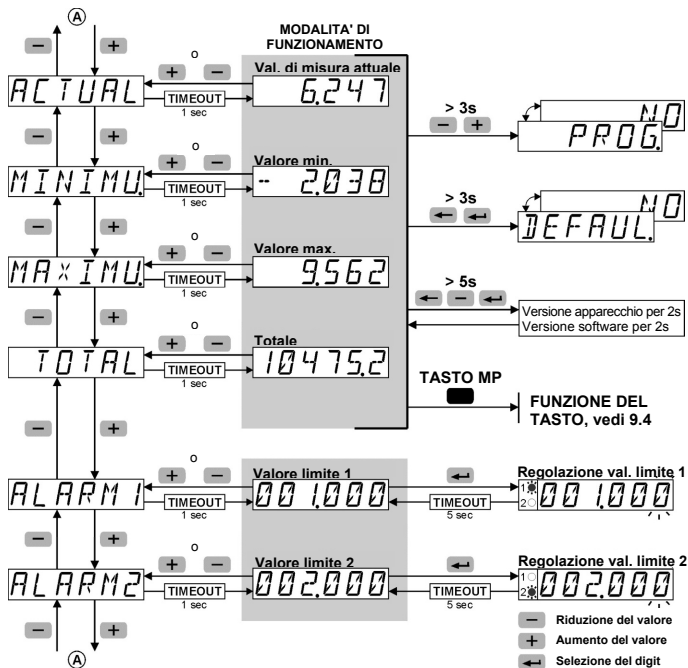 A
MODALITA' DI
FUNZIONAMENTO
- +
o
+ -
Val. di misura attuale
ACTUAL
TIMEOUT
1 sec
6.247
> 3s
- +
NO
PROG.
- +
o
+ -
Valore min.
MINIMU.
TIMEOUT
1 sec
- 2.038
> 3s
NO
DEFAUL.
- +
o
+ -
Valore max.
MAXIMU.
TIMEOUT
1 sec
9.562
> 5s
-
Versione apparecchio per 2s
Versione software per 2s
- +
o
+ -
Totale
TOTAL
TIMEOUT
1 sec
10475.2
TASTO MP
FUNZIONE DEL
TASTO, vedi 9.4
- +
o
+ -
Valore limite 1
Regolazione val. limite 1
ALARM1
TIMEOUT
1 sec
001.000
TIMEOUT
5 sec
1
2
001.000
- +
o
+ -
Valore limite 2
Regolazione val. limite 2
ALARM2
TIMEOUT
1 sec
002.000
TIMEOUT
5 sec
1
2
002.000
- +
- Riduzione del valore
+ Aumento del valore
Selezione del digit
A